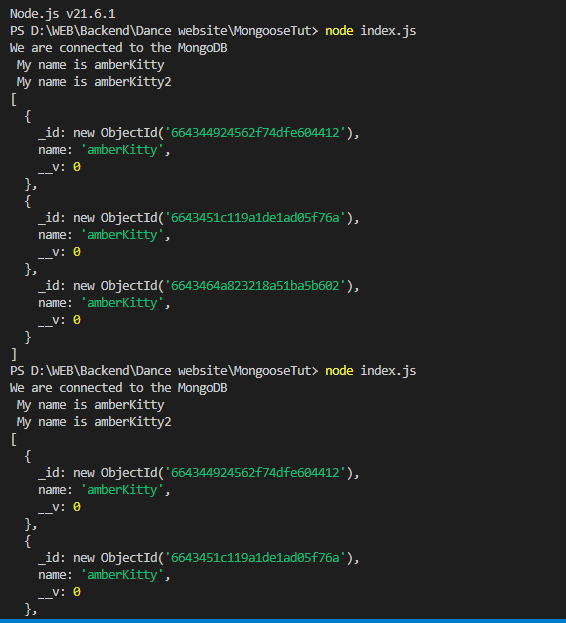 Node.js v21.6.1
PS D:\WEB\Backend\Dance website\MongooseTut> node index.js
We are connected to the MongoDB
 My name is amberKitty
 My name is amberKitty2
[
  {
    _id: new ObjectId('664344924562f74dfe604412'),
    name: 'amberKitty',
    __v: 0
  },
  {
    _id: new ObjectId('6643451c119a1de1ad05f76a'),
    name: 'amberKitty',
    __v: 0
  },
    _id: new ObjectId('6643464a823218a51ba5b602'),
    name: 'amberKitty',
    __v: 0
  }
]
PS D:\WEB\Backend\Dance website\MongooseTut> node index.js
We are connected to the MongoDB
 My name is amberKitty
 My name is amberKitty2
[
  {
    _id: new ObjectId('664344924562f74dfe604412'),
    name: 'amberKitty',
    __v: 0
  },
  {
    _id: new ObjectId('6643451c119a1de1ad05f76a'),
    name: 'amberKitty',
    __v: 0
  },